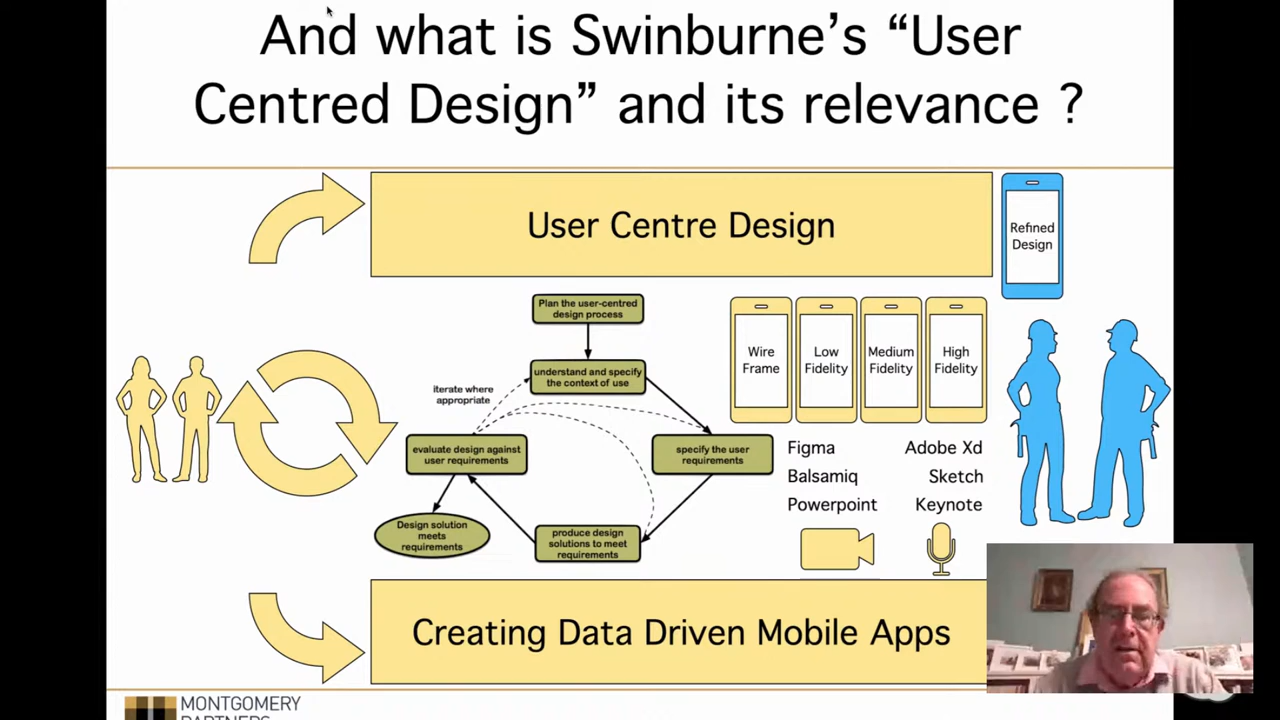 And what is Swinburne’s “User
Centred Design” and its relevance ?
User Centre Design
Refined
Design
Plan the user-centred
design process
understand and specify
the context of use
iterate where
appropriate
evaluate design against
user requirements
specify the user
requirements
Design solution
meets
requirements
produce design
solutions to meet
requirements
Wire
Frame
Low
Fidelity
Medium
Fidelity
High
Fidelity
Figma
Adobe Xd
Balsamiq
Sketch
Powerpoint
Keynote
Creating Data Driven Mobile Apps
MONTGOMERY
PARTNERS